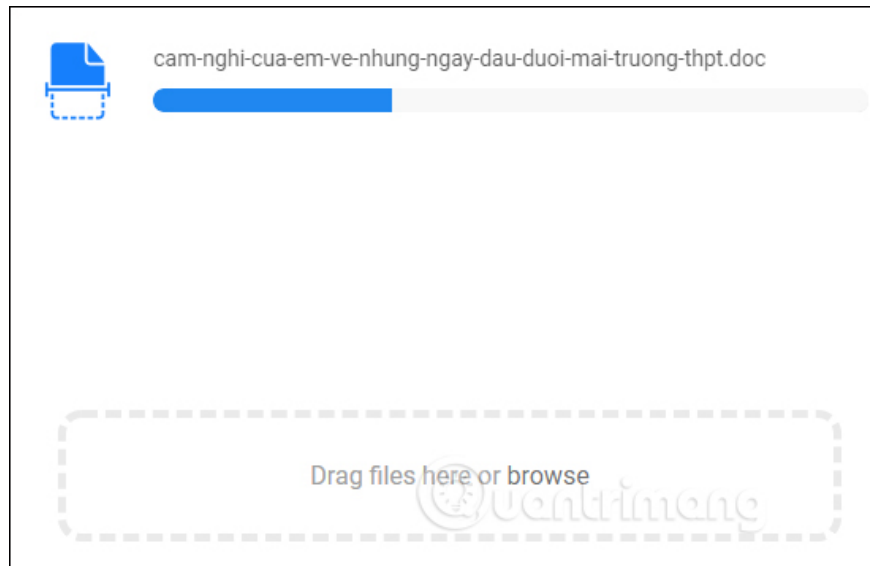 cam-nghi-cua-em-ve-nhung-ngay-dau-duoi-mai-truong-thpt.doc
Drag files here or browse
Quantrimang